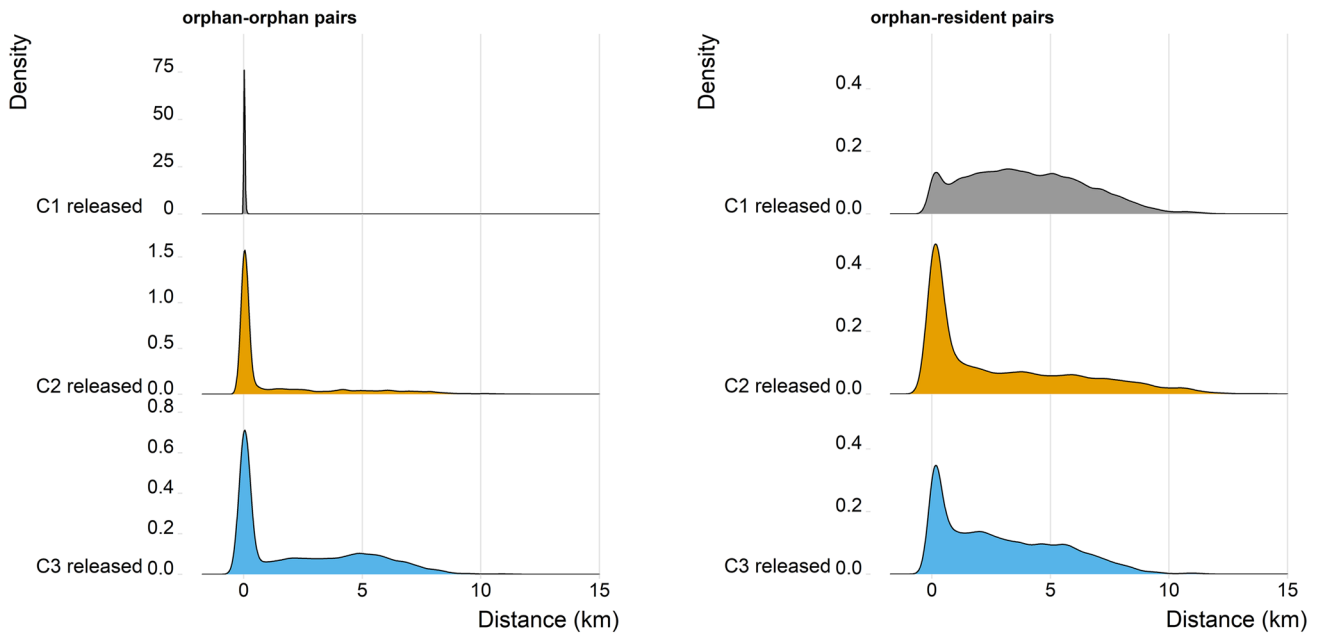 orphan-orphan pairs
Density
75
50
25
C1 released 0
1.5
1.0
0.5
C2 released 0.0
0.8
0.6
0.4
0.2
C3 released 0.0
0 5 10 15
Distance (km)
orphan-resident pairs
Density
0.4
0.2
C1 released 0.0
0.4
0.2
C2 released 0.0
0.4
0.2
C3 released 0.0
0 5 10 15
Distance (km)